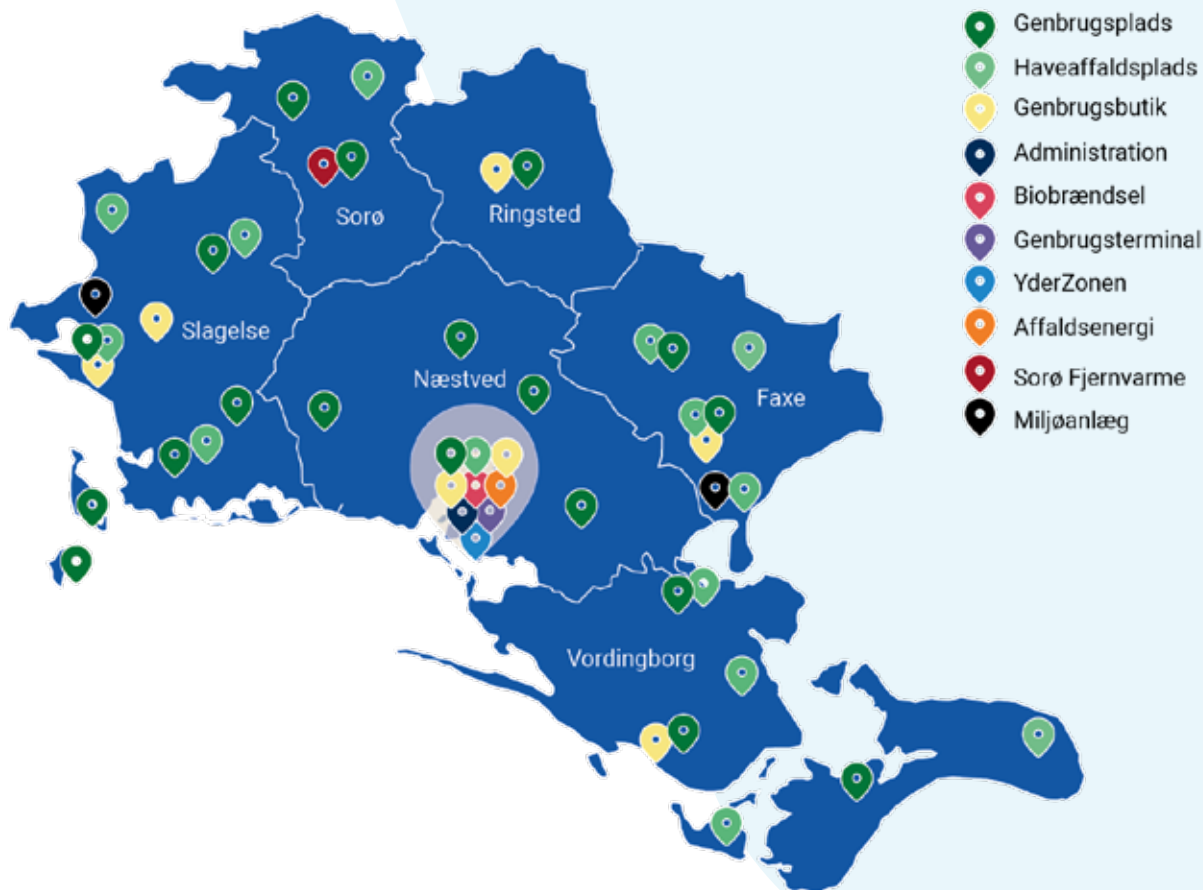 Genbrugsplads
Haveaffaldsplads
Genbrugsbutik
Administration
Biobrændsel
Genbrugsterminal
YderZonen
Affaldsenergi
Sorø Fjernvarme
Miljøanlæg
Sorø
Ringsted
Slagelse
Næstved
Faxe
Vordingborg